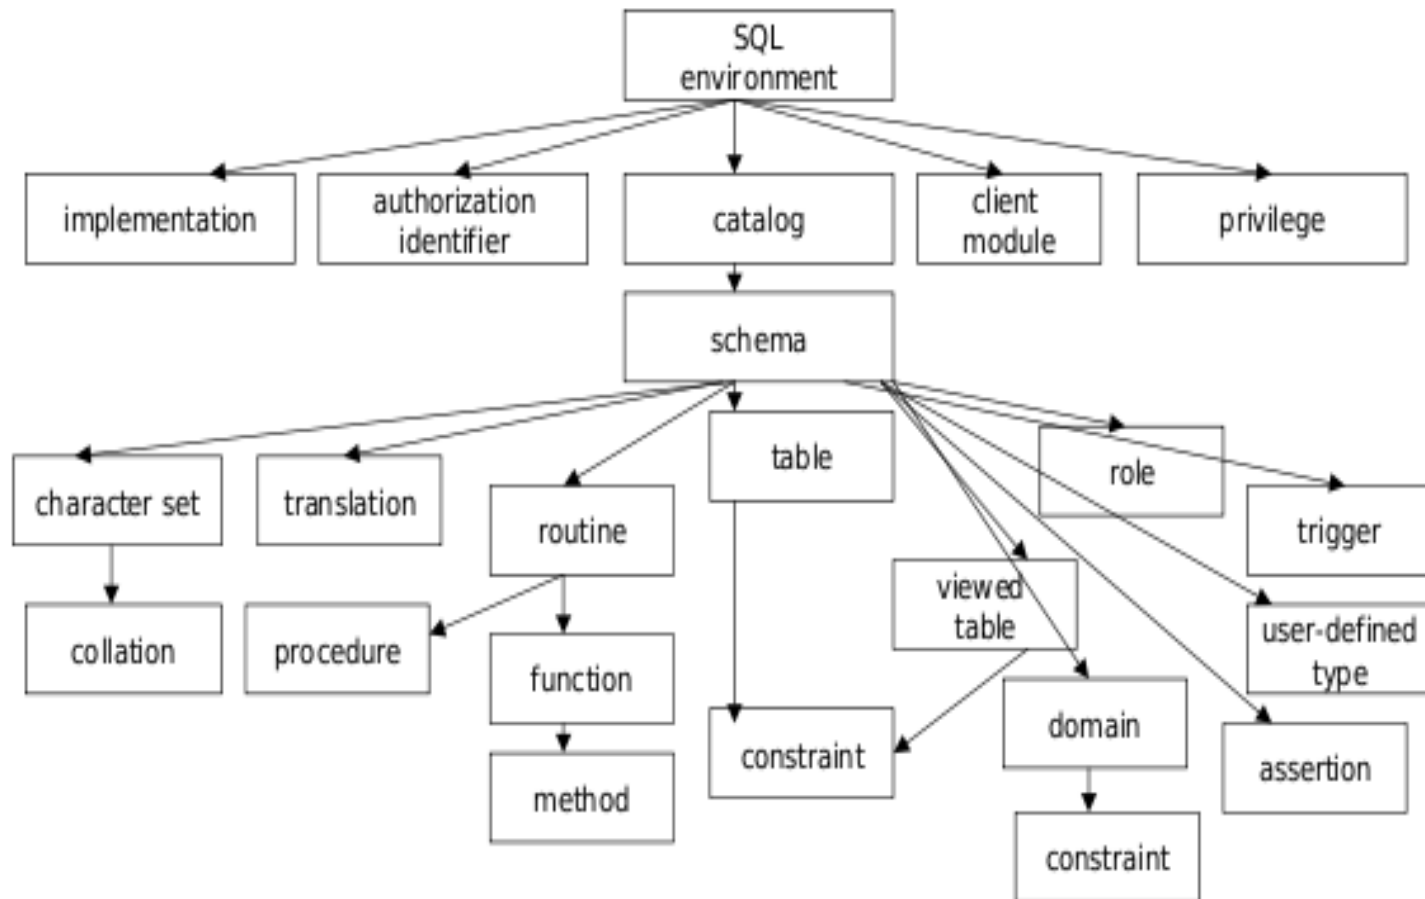 SQL
environment
implementation
authorization
identifier
catalog
client
module
privilege
schema
character set
translation
routine
table
role
trigger
collation
procedure
function
viewed
table
user-defined
type
method
constraint
domain
assertion
constraint